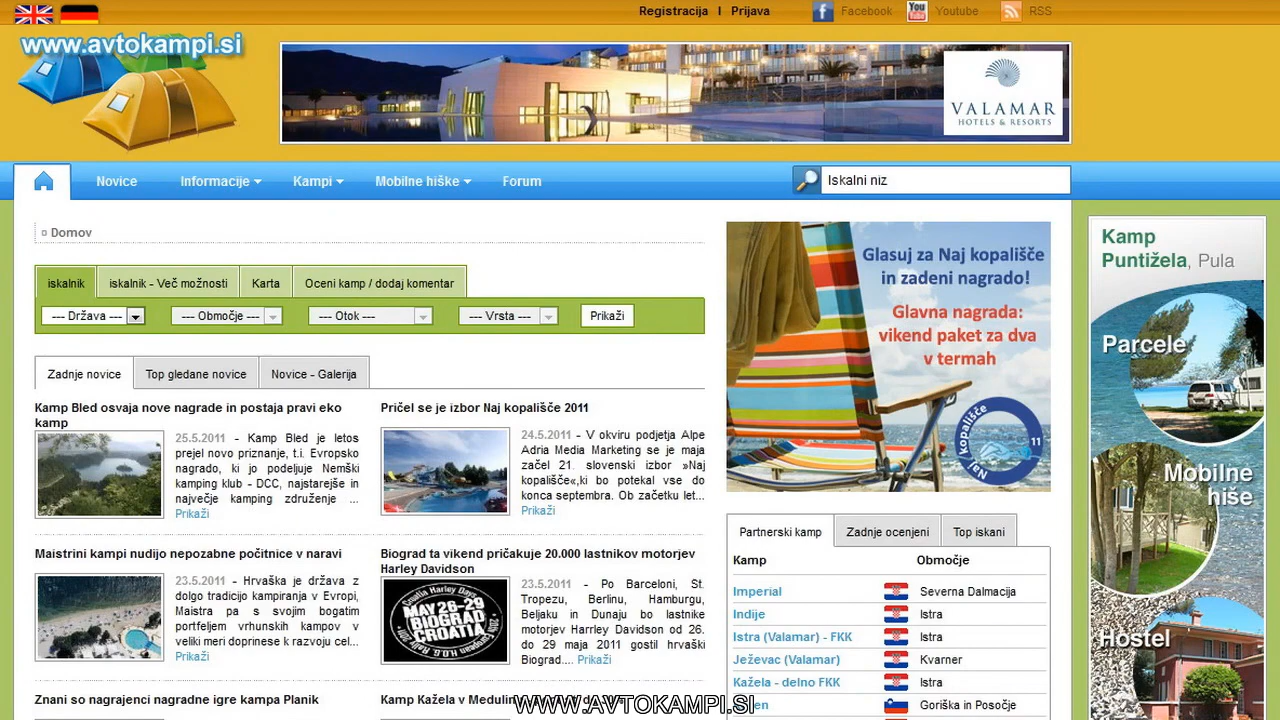 Registracija I Prijava
Facebook
Youtube
RSS
www.avtokampi.si
VALAMAR
HOTELS & RESORTS
Novice
Informacije
Kampi
Mobilne hiške
Forum
Iskalni niz
Domov
iskalnik
iskalnik - Več možnosti
Karta
Oceni kamp / dodaj komentar
--- Država ---
--- Območje ---
--- Otok ---
--- Vrsta ---
Prikaži
Zadnje novice
Top gledane novice
Novice - Galerija
Kamp Bled osvaja nove nagrade in postaja pravi eko
kamp
25.5.2011 - Kamp Bled je letos
prejel novo priznanje, t.i. Evropsko
nagrado, ki jo podeljuje Nemški
kamping klub - DCC, najstarejše in
največje kamping združenje ...
Prikaži
Pričel se je izbor Naj kopališče 2011
24.5.2011 - V okviru podjetja Alpe
Adria Media Marketing se je maja
začel 21. slovenski izbor »Naj
kopališče«,ki bo potekal vse do
konca septembra. Ob začetku let...
Prikaži
Maistrini kampi nudijo nepozabne počitnice v naravi
23.5.2011 - Hrvaška je država z
dolgo tradicijo kampiranja v Evropi,
Maistra pa s svojim bogatim
portfeljem vrhunskih kampov v
veliki meri doprinese k razvoju cel...
Prikaži
Biograd ta vikend pričakuje 20.000 lastnikov motorjev
Harley Davidson
Croatia Harley Days
MAY 26-29
BIOGRAD
CROATIA
23.5.2011 - Po Barceloni, St.
Tropezu, Berlinu, Hamburgu,
Beljaku in Dunaju bo lastnike
motorjev Harrley Davidson od 26.
do 29 maja 2011 gostil hrvaški
Biograd.... Prikaži
Znani so nagrajenci nagradne igre kampa Planik
Kamp Kažela v Medulin
Glasuj za Naj kopališče
in zadeni nagrado!
Glavna nagrada:
vikend paket za dva
v termah
Naj kopališče 11
Partnerski kamp
Zadnje ocenjeni
Top iskani
Kamp Območje
Imperial Severna Dalmacija
Indije Istra
Istra (Valamar) - FKK Istra
Ježevac (Valamar) Kvarner
Kažela - delno FKK Istra
Goriška in Posočje
Kamp
Puntižela, Pula
Parcele
Mobilne
hiše
Hostel
WWW.AVTOKAMPI.SI